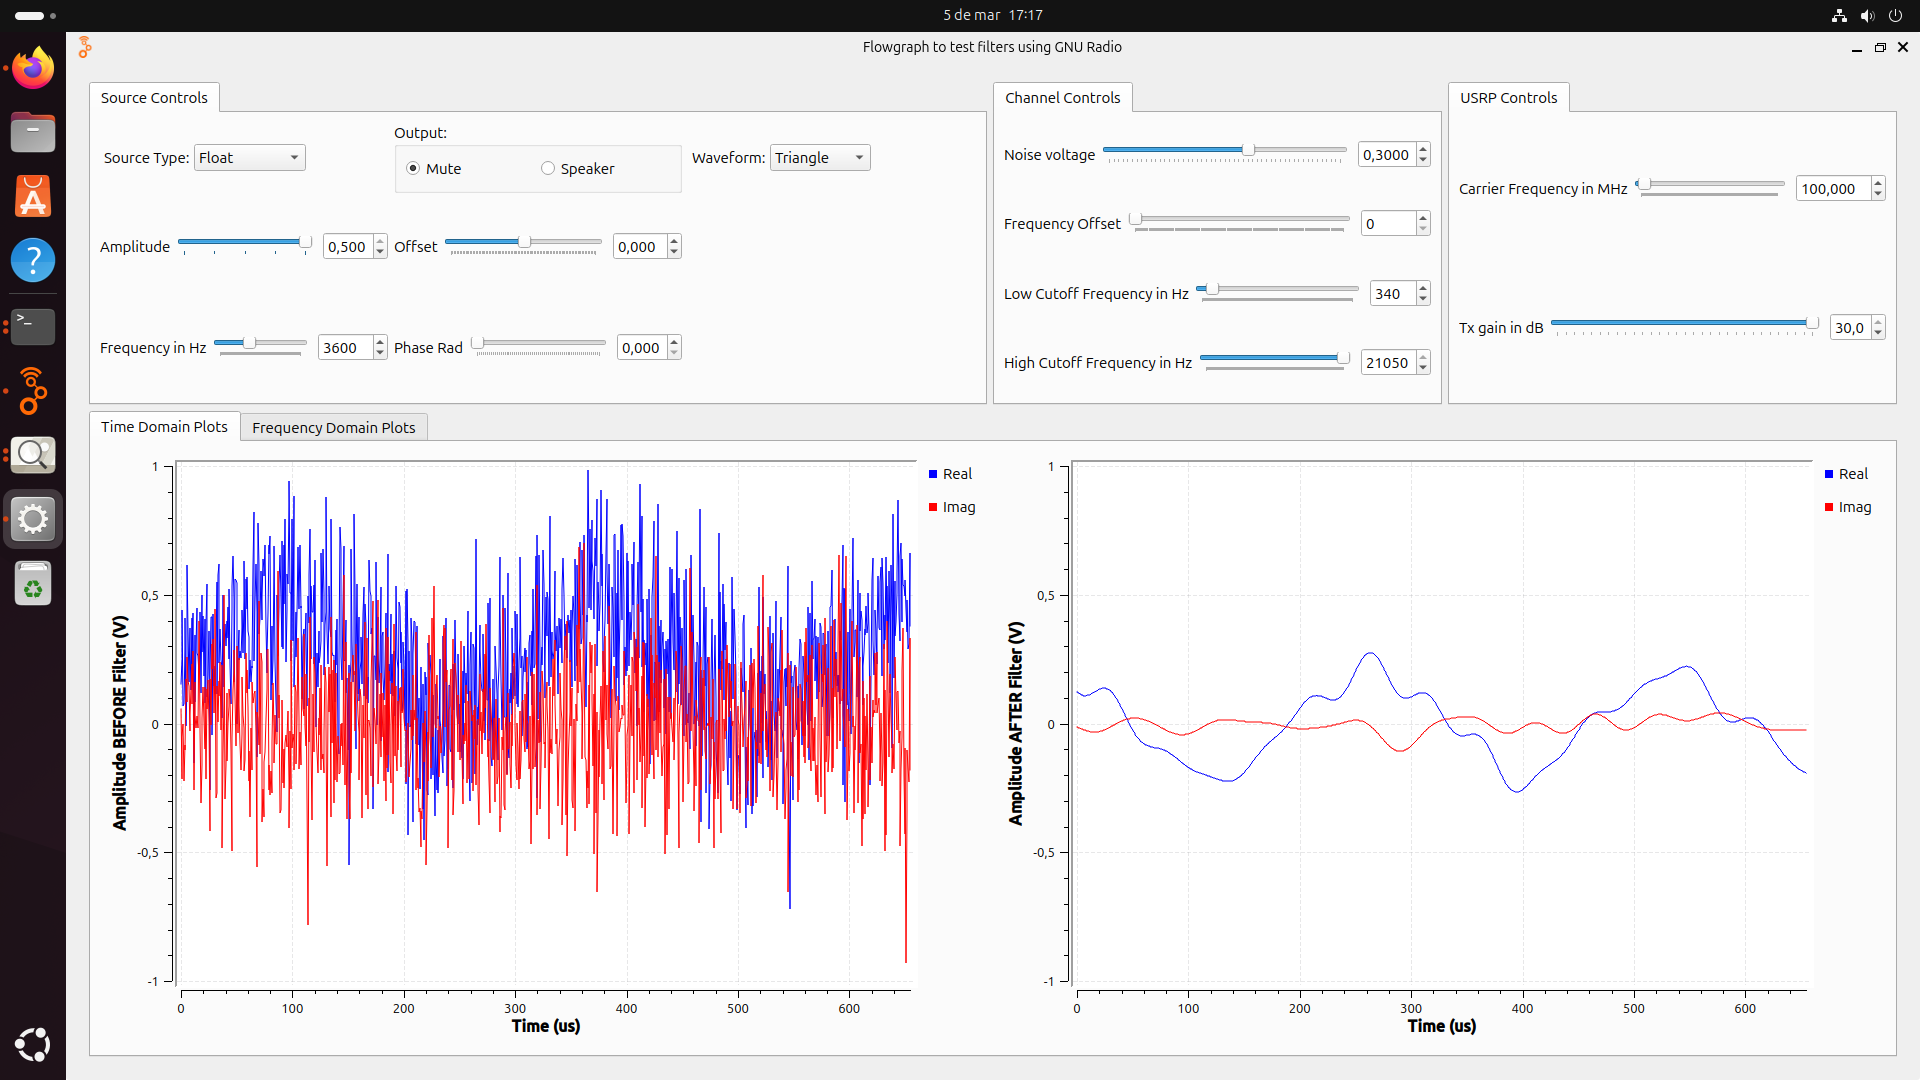 5 de mar 17:17
Flowgraph to test filters using GNU Radio
Source Controls
Source Type: Float
Output:
Mute
Speaker
Waveform: Triangle
Amplitude 0,500
Offset 0,000
Frequency in Hz 3600
Phase Rad 0,000
Channel Controls
Noise voltage 0,3000
Frequency Offset 0
Low Cutoff Frequency in Hz 340
High Cutoff Frequency in Hz 21050
USRP Controls
Carrier Frequency in MHz 100,000
Tx gain in dB 30,0
Time Domain Plots
Frequency Domain Plots
Amplitude BEFORE Filter (V)
1
0,5
0
-0,5
-1
0 100 200 300 400 500 600
Time (us)
Real
Imag
Amplitude AFTER Filter (V)
1
0,5
0
-0,5
-1
0 100 200 300 400 500 600
Time (us)
Real
Imag